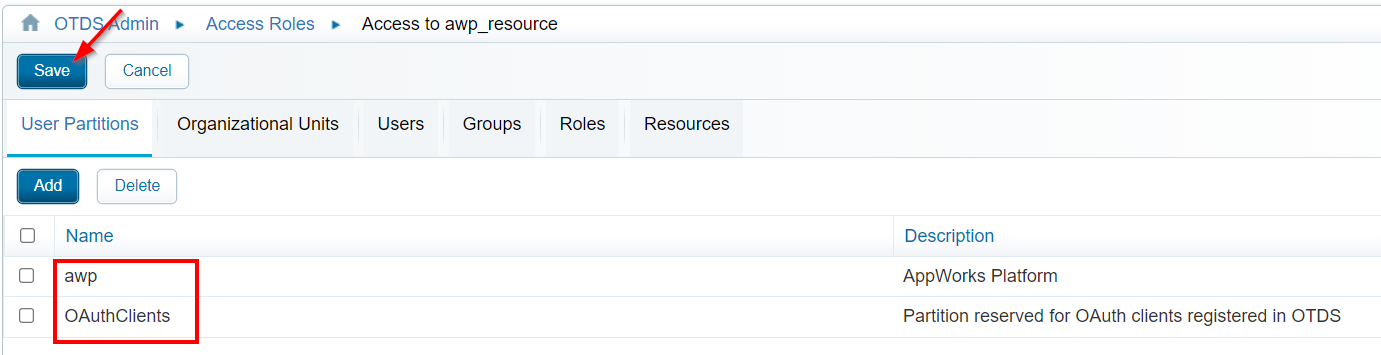 OTDS Admin Access Roles Access to awp_resource
Save Cancel
User Partitions Organizational Units Users Groups Roles Resources
Add Delete
Name Description
awp AppWorks Platform
OAuthClients Partition reserved for OAuth clients registered in OTDS